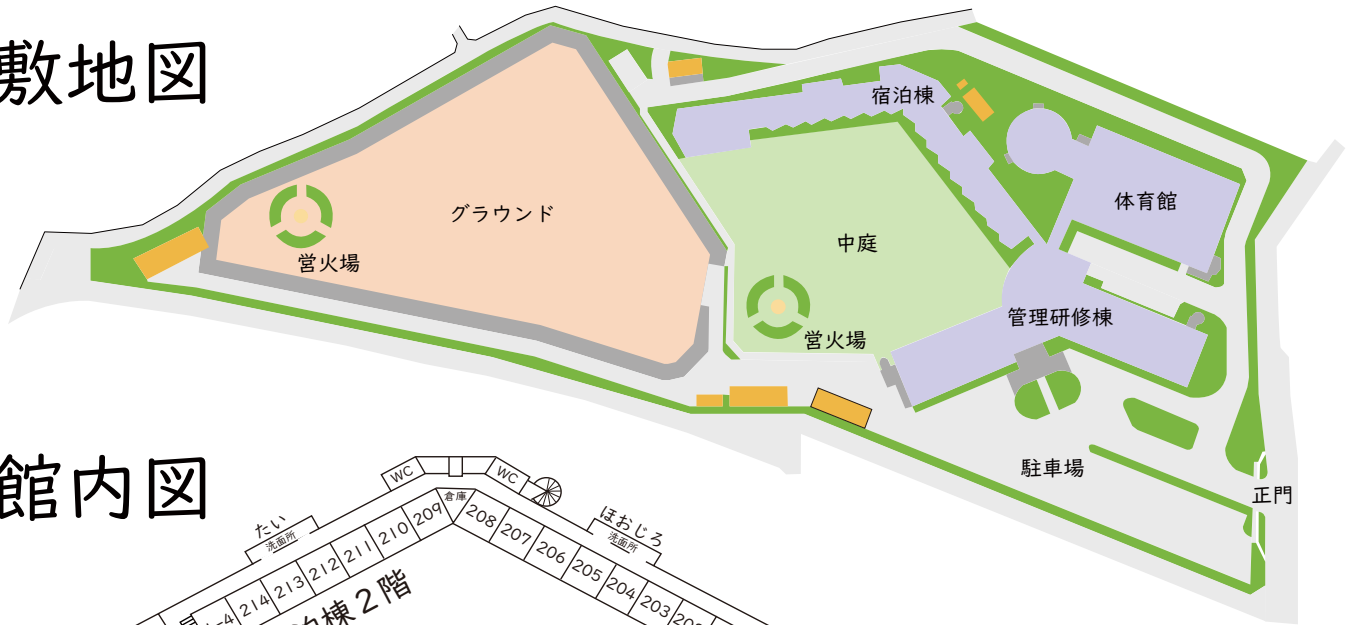 敷地図
宿泊棟
体育館
グラウンド
営火場
中庭
営火場
管理研修棟
駐車場
正門
館内図
WC
WC
倉庫
たい
洗面所
ほおじろ
洗面所
214
213
212
211
210
209
208
207
206
205
204
203
泊棟2階